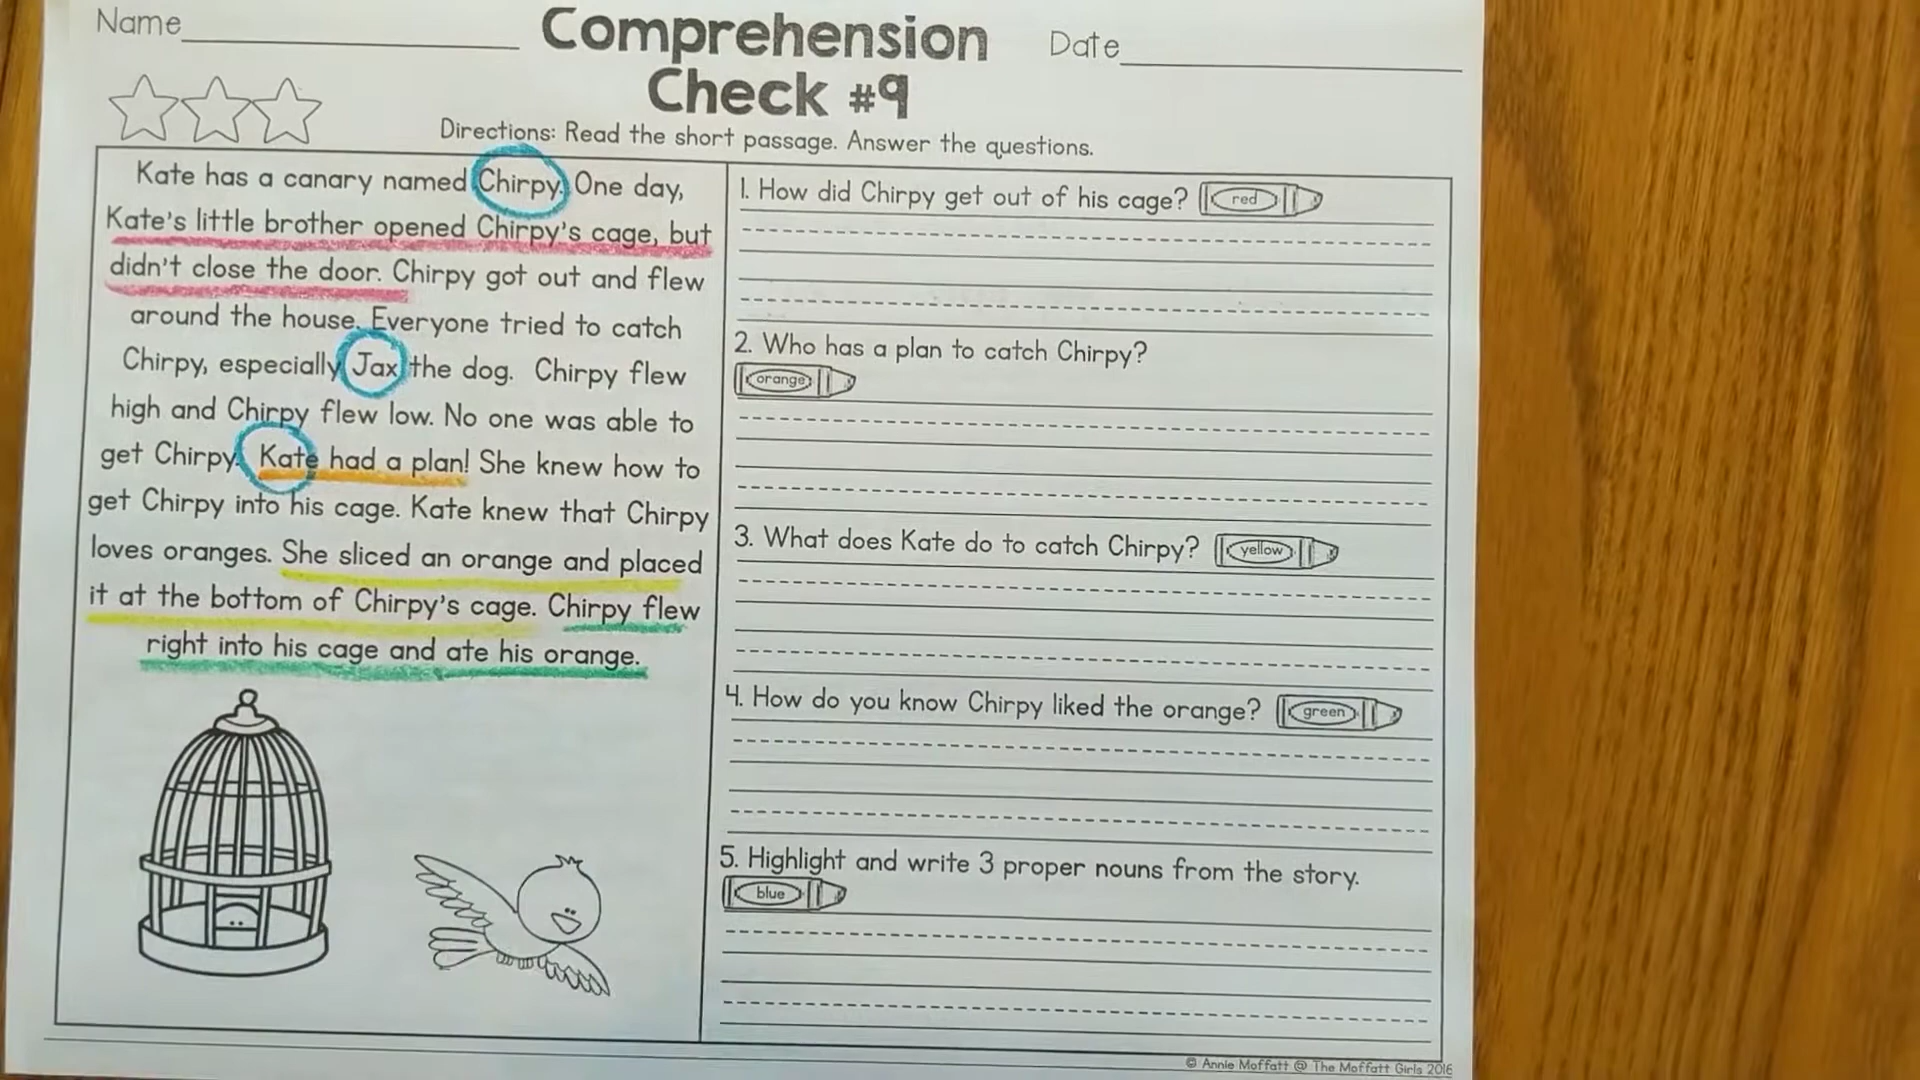 Name
Comprehension
Check #9
Date
Directions: Read the short passage. Answer the questions.
Kate has a canary named Chirpy. One day,
Kate's little brother opened Chirpy's cage, but
didn't close the door. Chirpy got out and flew
around the house. Everyone tried to catch
Chirpy, especially Jax the dog. Chirpy flew
high and Chirpy flew low. No one was able to
get Chirpy. Kate had a plan! She knew how to
get Chirpy into his cage. Kate knew that Chirpy
loves oranges. She sliced an orange and placed
it at the bottom of Chirpy's cage. Chirpy flew
right into his cage and ate his orange.
1. How did Chirpy get out of his cage? red
2. Who has a plan to catch Chirpy?
orange
3. What does Kate do to catch Chirpy? yellow
4. How do you know Chirpy liked the orange? green
5. Highlight and write 3 proper nouns from the story.
blue
© Annie Moffatt @ The Moffatt Girls 2016